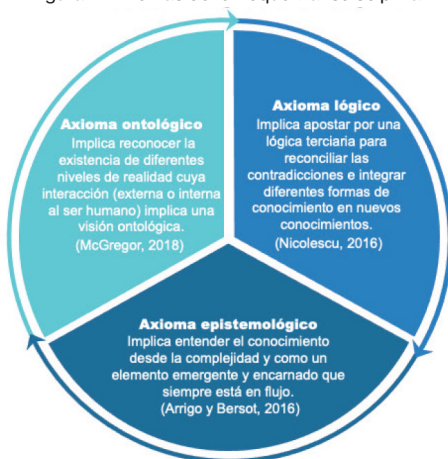 Axioma ontológico
Implica reconocer la
existencia de diferentes
niveles de realidad cuya
interacción (externa o interna
al ser humano) implica una
visión ontológica.
(McGregor, 2018)
Axioma lógico
Implica apostar por una
lógica terciaria para
reconciliar las
contradicciones e integrar
diferentes formas de
conocimiento en nuevos
conocimientos.
(Nicolescu, 2016)
Axioma epistemológico
Implica entender el conocimiento
desde la complejidad y como un
elemento emergente y encarnado que
siempre está en flujo.
(Arrigo y Bersot, 2016)